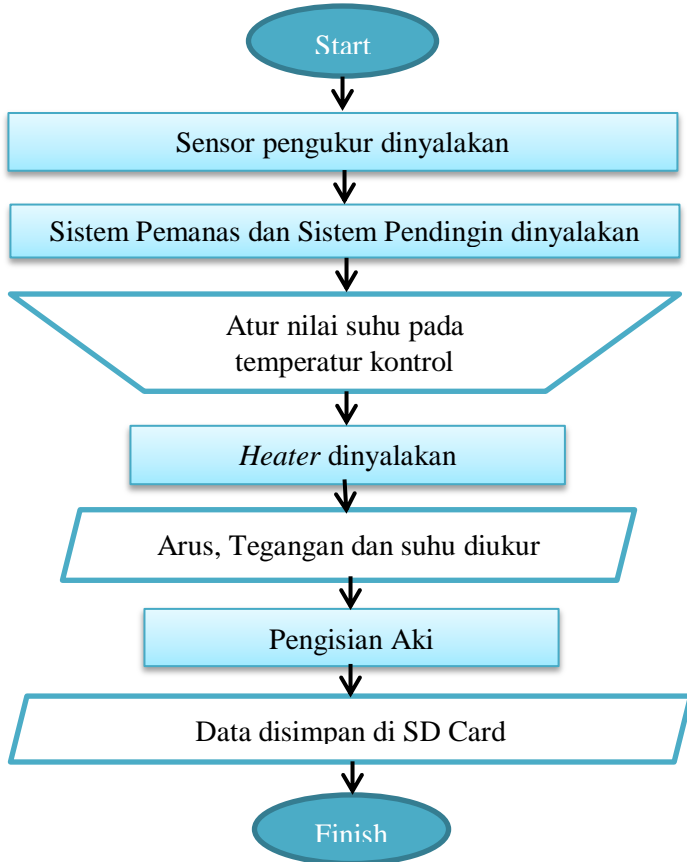 Start
Sensor pengukur dinyalakan
Sistem Pemanas dan Sistem Pendingin dinyalakan
Atur nilai suhu pada
temperatur kontrol
Heater dinyalakan
Arus, Tegangan dan suhu diukur
Pengisian Aki
Data disimpan di SD Card
Finish